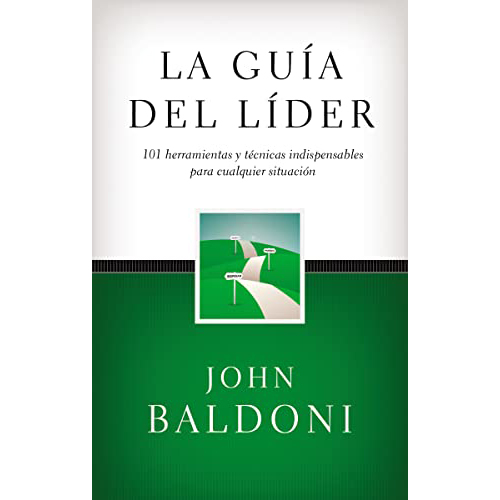 LA GUÍA
DEL LÍDER
101 herramientas y técnicas indispensables
para cualquier situación
JOHN
BALDONI